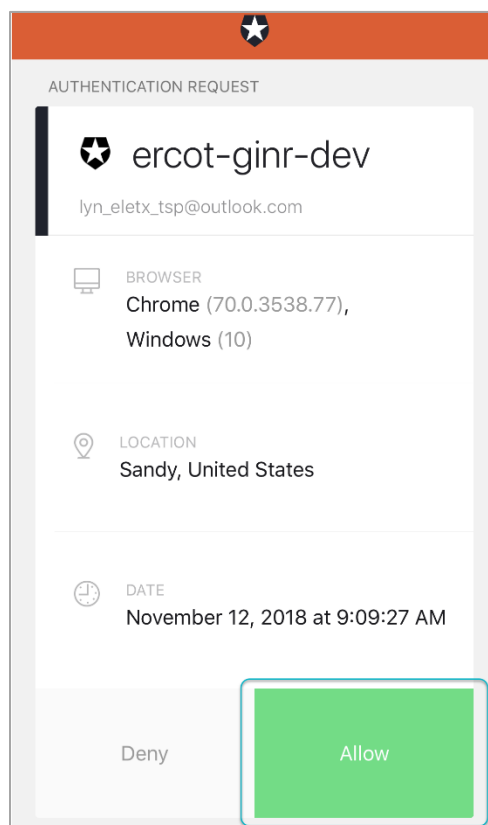 AUTHENTICATION REQUEST
ercot-ginr-dev
lyn_eletx_tsp@outlook.com
BROWSER
Chrome (70.0.3538.77),
Windows (10)
LOCATION
Sandy, United States
DATE
November 12, 2018 at 9:09:27 AM
Deny
Allow